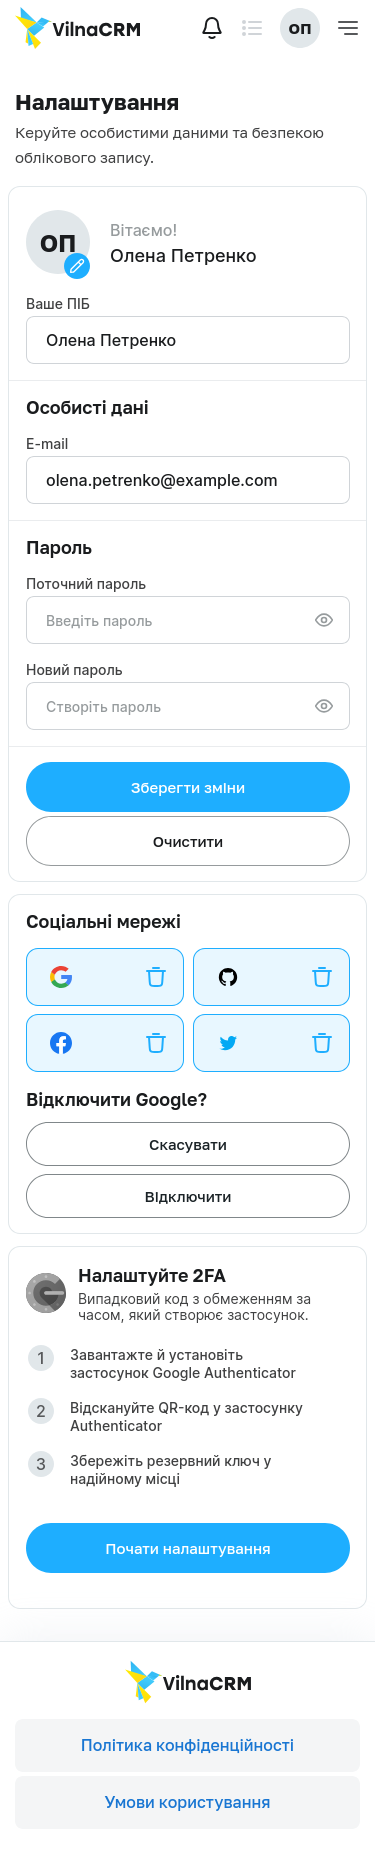 VilnaCRM
ОП
Налаштування
Керуйте особистими даними та безпекою
облікового запису.
ОП
Вітаємо!
Олена Петренко
Ваше ПІБ
Олена Петренко
Особисті дані
E-mail
olena.petrenko@example.com
Пароль
Поточний пароль
Введіть пароль
Новий пароль
Створіть пароль
Зберегти зміни
Очистити
Соціальні мережі
Відключити Google?
Скасувати
Відключити
Налаштуйте 2FA
Випадковий код з обмеженням за
часом, який створює застосунок.
1
Завантажте й установіть
застосунок Google Authenticator
2
Відскануйте QR-код у застосунку
Authenticator
3
Збережіть резервний ключ у
надійному місці
Почати налаштування
VilnaCRM
Політика конфіденційності
Умови користування